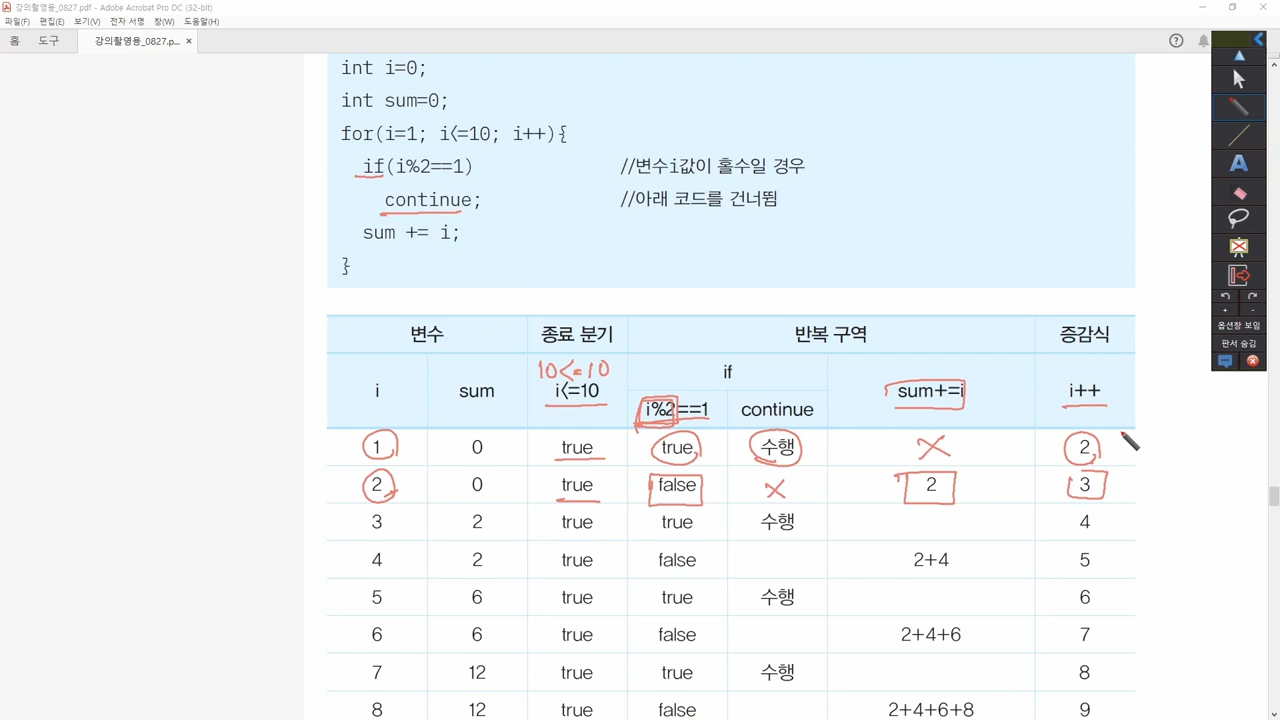 강의촬영용_0827.pdf - Adobe Acrobat Pro DC (32-bit)
파일(F) 편집(E) 보기(V) 전자 서명 창(W) 도움말(H)
홈 도구 강의촬영용_0827.p... ×
int i=0;
int sum=0;
for(i=1; i<=10; i++){
if(i%2==1) //변수i값이 홀수일 경우
continue; //아래 코드를 건너뜀
sum += i;
}
변수 종료 분기 반복 구역 증감식
10<=10
if
i sum i<=10 sum+=i i++
i%2==1 continue
1 0 true true 수행 × 2
2 0 true false × 2 3
3 2 true true 수행 4
4 2 true false 2+4 5
5 6 true true 수행 6
6 6 true false 2+4+6 7
7 12 true true 수행 8
8 12 true false 2+4+6+8 9
A
+ -
옵션창 보임
판서 숨김